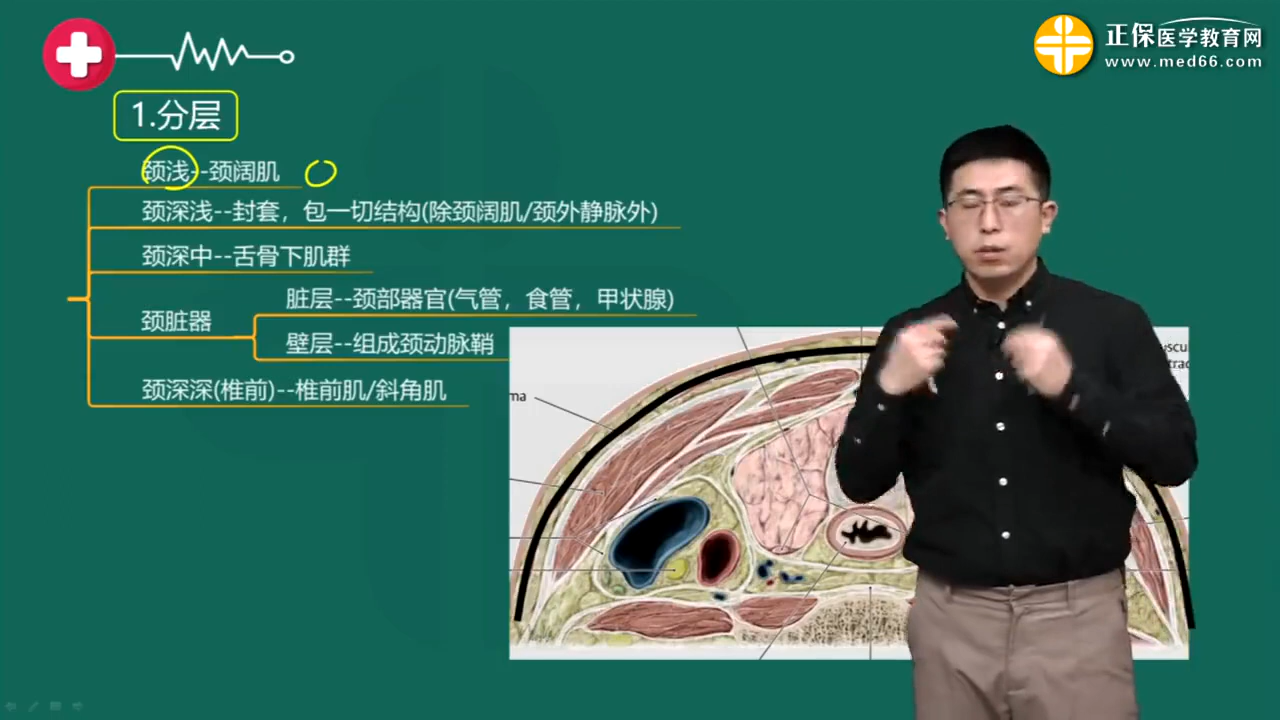 正保医学教育网
www.med66.com
1.分层
颈浅--颈阔肌
颈深浅--封套，包一切结构(除颈阔肌/颈外静脉外)
颈深中--舌骨下肌群
颈脏器
脏层--颈部器官(气管，食管，甲状腺)
壁层--组成颈动脉鞘
颈深深(椎前)--椎前肌/斜角肌